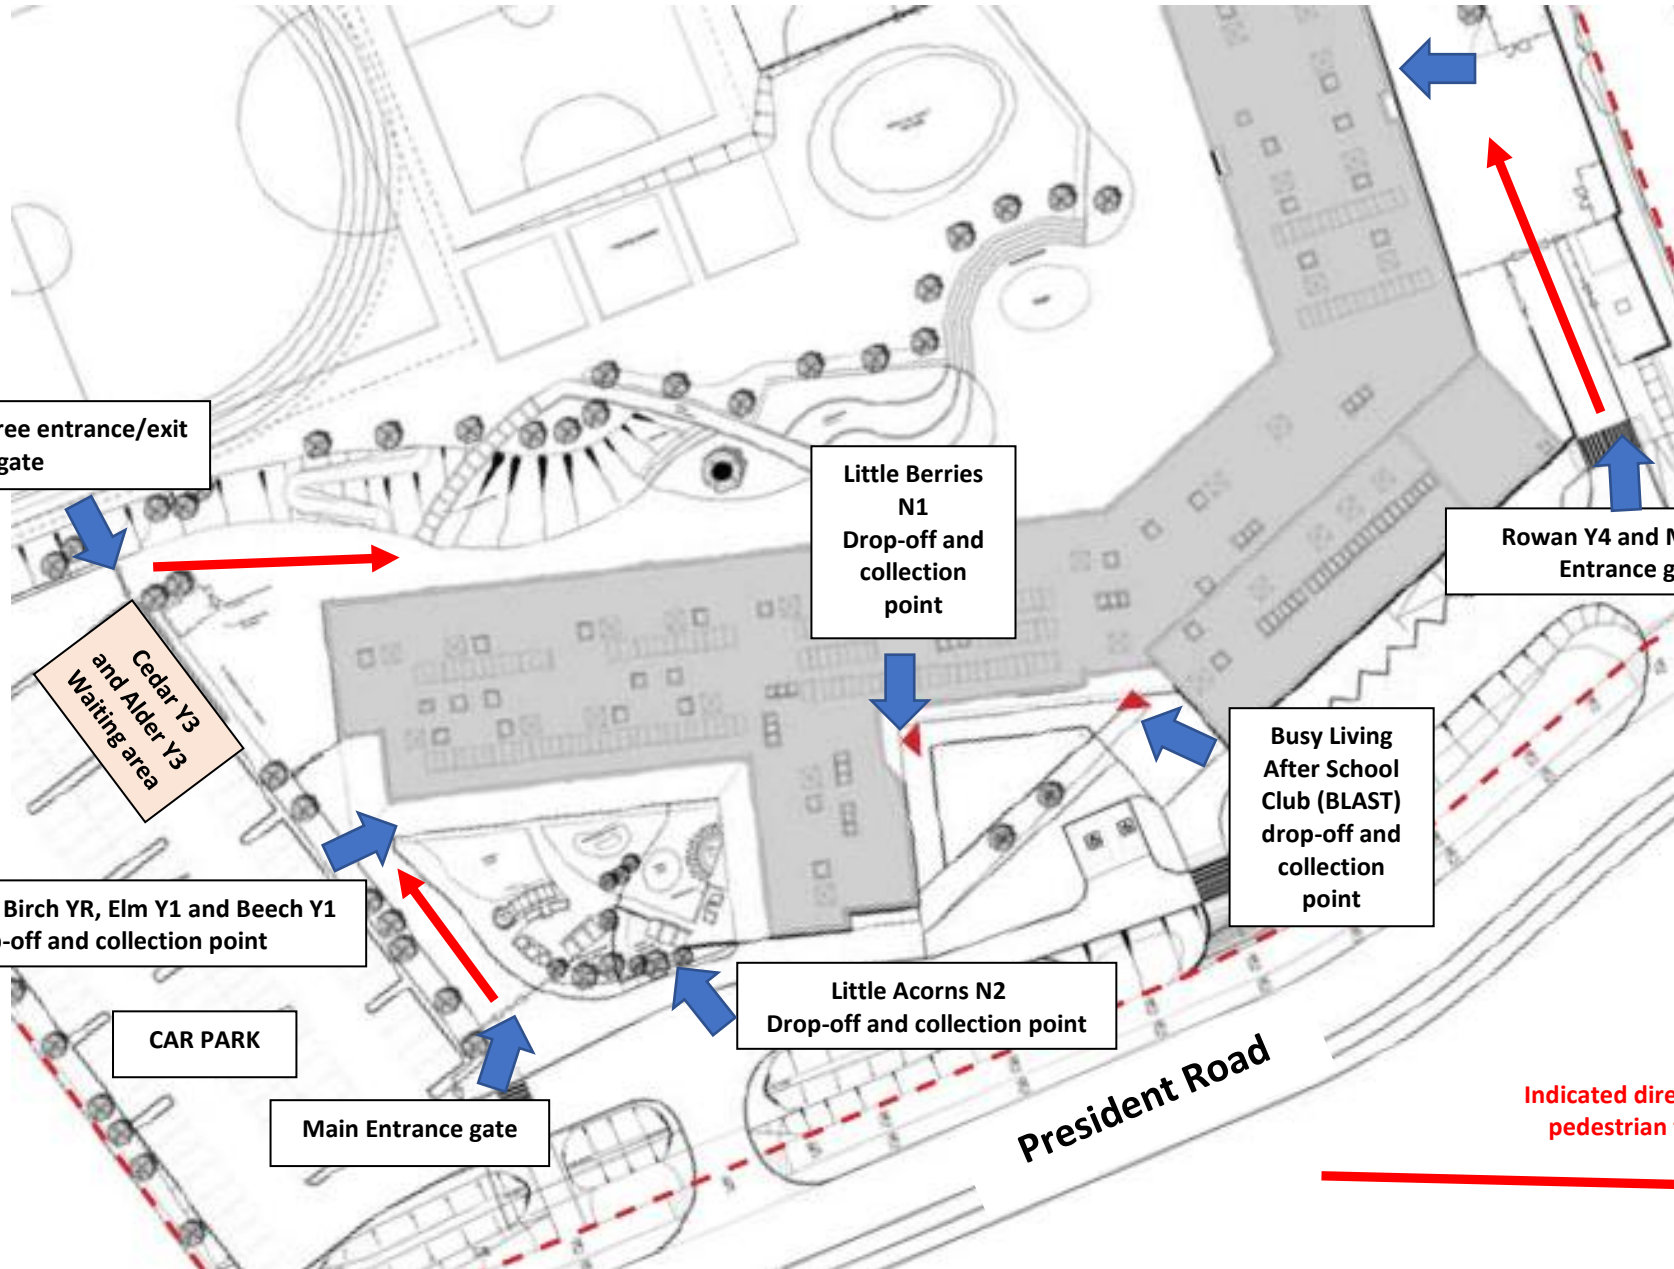 ree entrance/exit
gate
Little Berries
N1
Drop-off and
collection
point
Rowan Y4 and M
Entrance g
Cedar Y3
and Alder Y3
Waiting area
Busy Living
After School
Club (BLAST)
drop-off and
collection
point
Birch YR, Elm Y1 and Beech Y1
-off and collection point
Little Acorns N2
Drop-off and collection point
CAR PARK
Main Entrance gate
President Road
Indicated dire
pedestrian